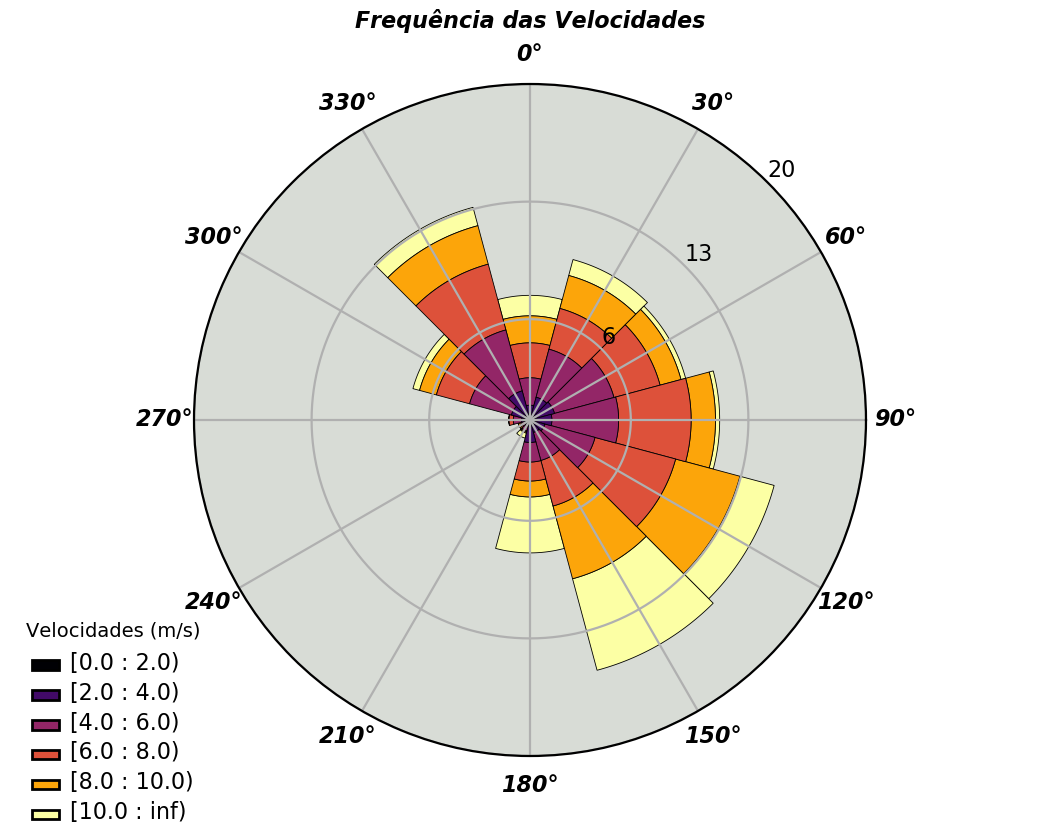 Frequência das Velocidades
0°
330°
30°
20
300°
60°
13
6
270°
90°
240°
120°
210°
150°
180°
Velocidades (m/s)
[0.0 : 2.0)
[2.0 : 4.0)
[4.0 : 6.0)
[6.0 : 8.0)
[8.0 : 10.0)
[10.0 : inf)